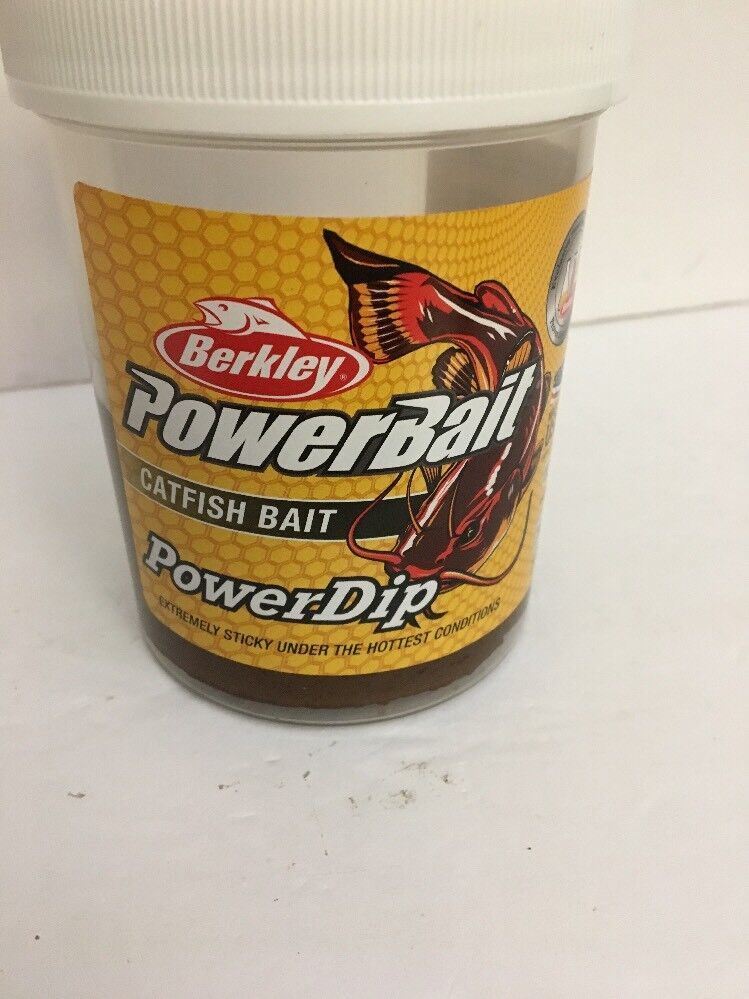 Berkley®
PowerBait
CATFISH BAIT
PowerDip
EXTREMELY STICKY UNDER THE HOTTEST CONDITIONS